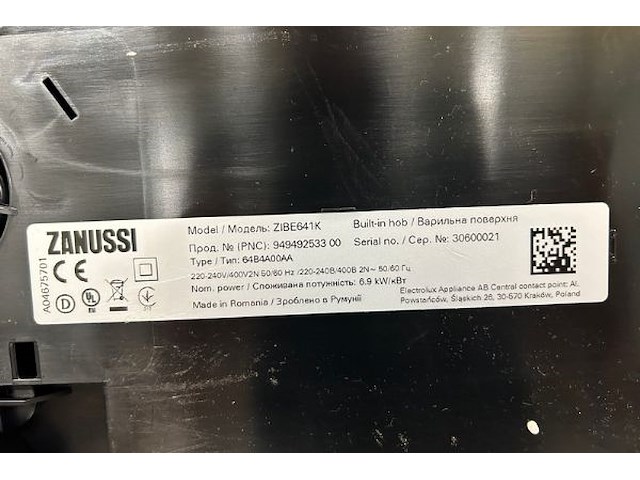 ZANUSSI
Model / Модель: ZIBE641K
Built-in hob / Варильна поверхня
Прод. № (PNC): 949492533 00
Serial no. / Сер. №: 30600021
Type / Тип: 64B4A00AA
220-240V/400V2N 50/60 Hz /220-240В/400В 2N~ 50/60 Гц
Nom. power / Споживана потужність: 6.9 kW/кВт
Made in Romania / Зроблено в Румунії
Electrolux Appliance AB Central contact point: Al.
Powstańców, Śląskich 26, 30-570 Kraków, Poland
A04675701
CE
D
UL